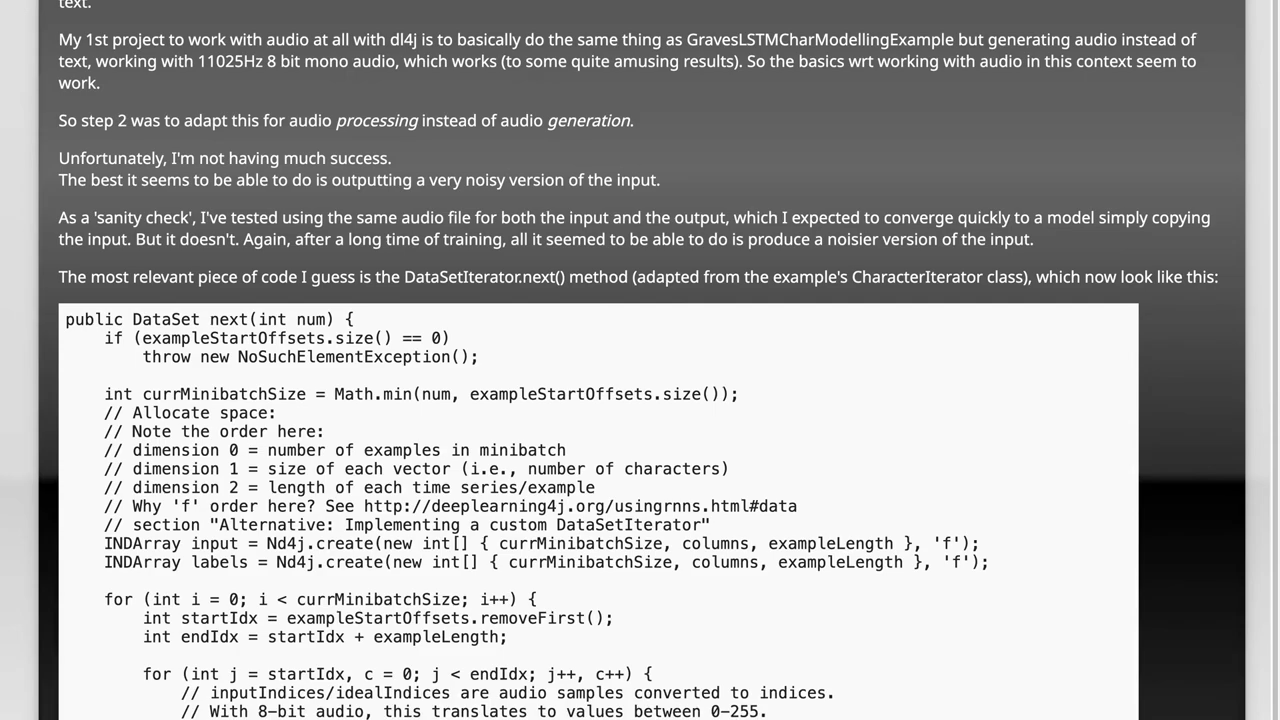 text.
My 1st project to work with audio at all with dl4j is to basically do the same thing as GravesLSTMCharModellingExample but generating audio instead of
text, working with 11025Hz 8 bit mono audio, which works (to some quite amusing results). So the basics wrt working with audio in this context seem to
work.
So step 2 was to adapt this for audio processing instead of audio generation.
Unfortunately, I'm not having much success.
The best it seems to be able to do is outputting a very noisy version of the input.
As a 'sanity check', I've tested using the same audio file for both the input and the output, which I expected to converge quickly to a model simply copying
the input. But it doesn't. Again, after a long time of training, all it seemed to be able to do is produce a noisier version of the input.
The most relevant piece of code I guess is the DataSetIterator.next() method (adapted from the example's CharacterIterator class), which now look like this:
public DataSet next(int num) {
    if (exampleStartOffsets.size() == 0)
        throw new NoSuchElementException();
    int currMinibatchSize = Math.min(num, exampleStartOffsets.size());
    // Allocate space:
    // Note the order here:
    // dimension 0 = number of examples in minibatch
    // dimension 1 = size of each vector (i.e., number of characters)
    // dimension 2 = length of each time series/example
    // Why 'f' order here? See http://deeplearning4j.org/usingrnns.html#data
    // section "Alternative: Implementing a custom DataSetIterator"
    INDArray input = Nd4j.create(new int[] { currMinibatchSize, columns, exampleLength }, 'f');
    INDArray labels = Nd4j.create(new int[] { currMinibatchSize, columns, exampleLength }, 'f');
    for (int i = 0; i < currMinibatchSize; i++) {
        int startIdx = exampleStartOffsets.removeFirst();
        int endIdx = startIdx + exampleLength;
        for (int j = startIdx, c = 0; j < endIdx; j++, c++) {
            // inputIndices/idealIndices are audio samples converted to indices.
            // With 8-bit audio, this translates to values between 0-255.